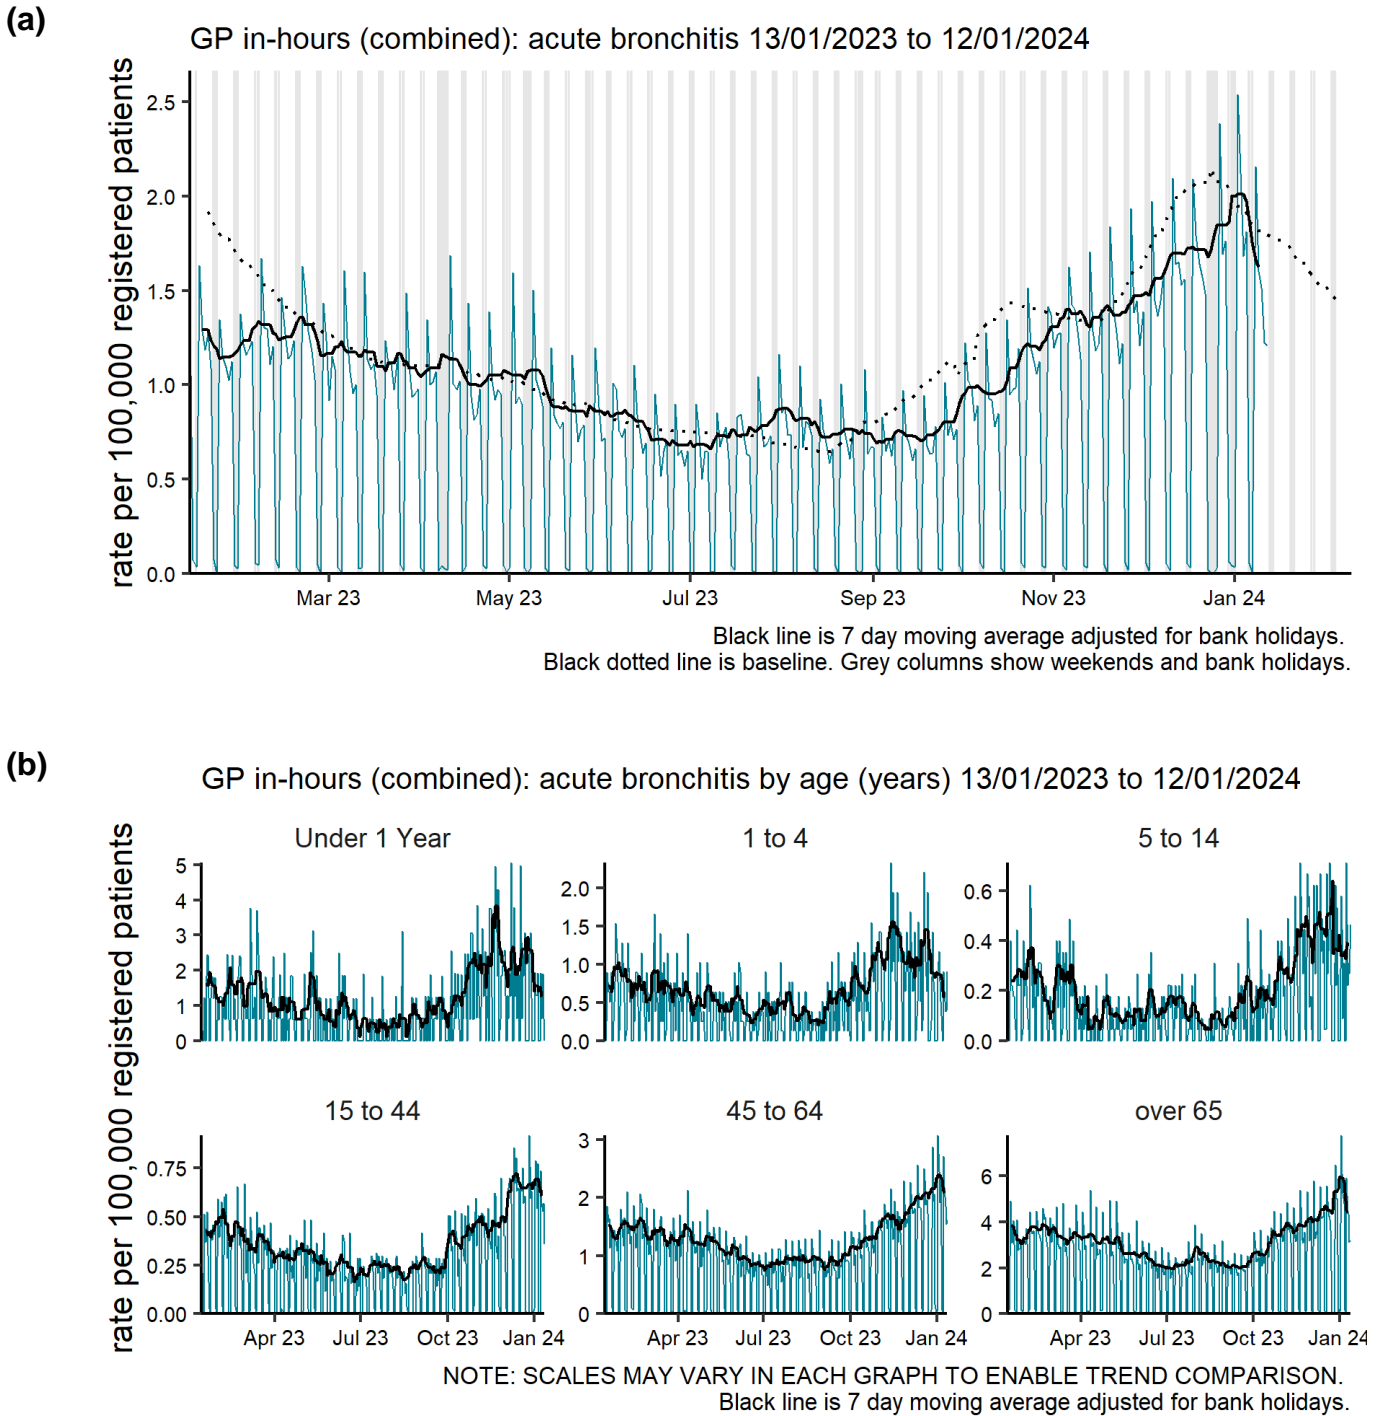 (a)
GP in-hours (combined): acute bronchitis 13/01/2023 to 12/01/2024
rate per 100,000 registered patients
2.5
2.0
1.5
1.0
0.5
0.0
Mar 23 May 23 Jul 23 Sep 23 Nov 23 Jan 24
Black line is 7 day moving average adjusted for bank holidays.
Black dotted line is baseline. Grey columns show weekends and bank holidays.
(b)
GP in-hours (combined): acute bronchitis by age (years) 13/01/2023 to 12/01/2024
rate per 100,000 registered patients
Under 1 Year
5
4
3
2
1
0
1 to 4
2.0
1.5
1.0
0.5
0.0
5 to 14
0.6
0.4
0.2
0.0
15 to 44
0.75
0.50
0.25
0.00
Apr 23 Jul 23 Oct 23 Jan 24
45 to 64
3
2
1
0
Apr 23 Jul 23 Oct 23 Jan 24
over 65
6
4
2
0
Apr 23 Jul 23 Oct 23 Jan 24
NOTE: SCALES MAY VARY IN EACH GRAPH TO ENABLE TREND COMPARISON.
Black line is 7 day moving average adjusted for bank holidays.